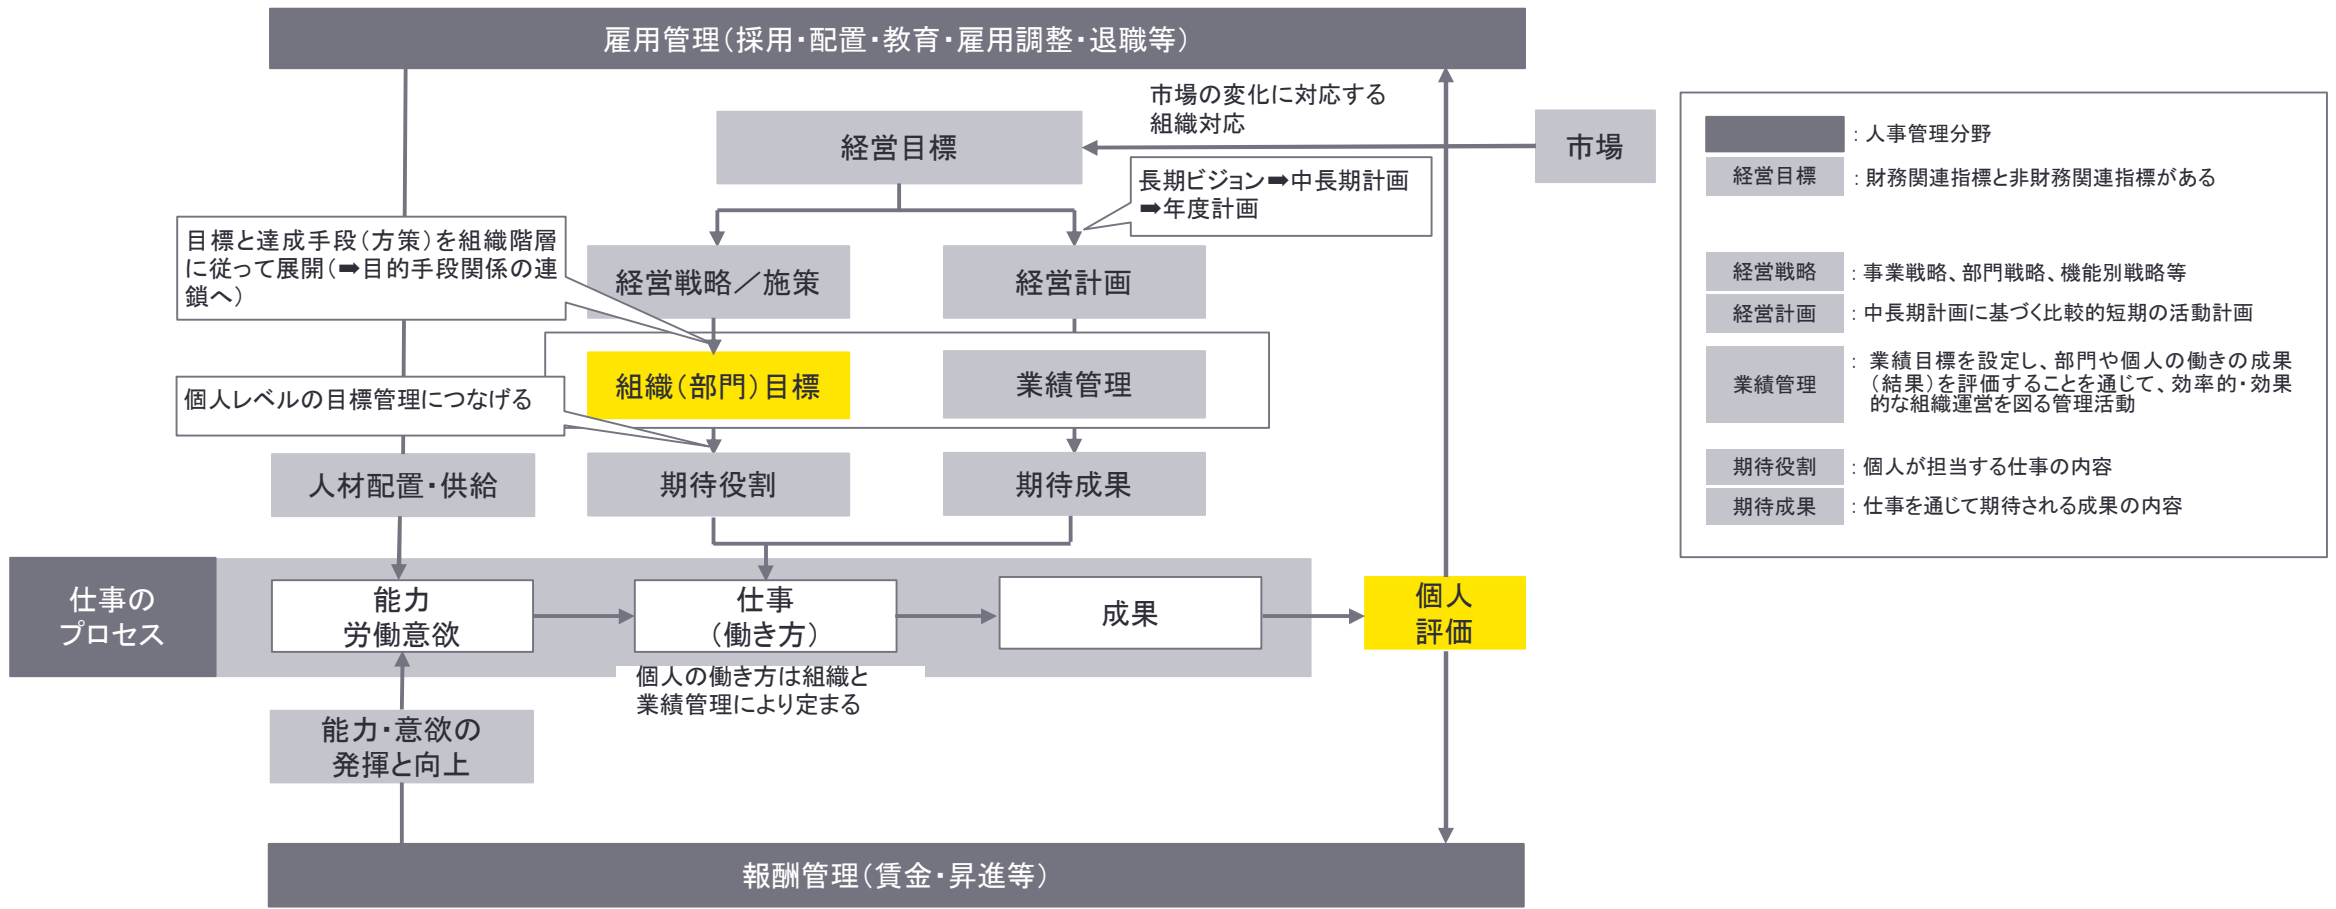 雇用管理（採用・配置・教育・雇用調整・退職等）
市場の変化に対応する
組織対応
経営目標
市場
長期ビジョン➡中長期計画
➡年度計画
目標と達成手段（方策）を組織階層
に従って展開（➡目的手段関係の連
鎖へ）
経営戦略／施策
経営計画
組織（部門）目標
業績管理
個人レベルの目標管理につなげる
人材配置・供給
期待役割
期待成果
仕事の
プロセス
能力
労働意欲
仕事
（働き方）
成果
個人
評価
個人の働き方は組織と
業績管理により定まる
能力・意欲の
発揮と向上
報酬管理（賃金・昇進等）
：人事管理分野
経営目標
：財務関連指標と非財務関連指標がある
経営戦略
：事業戦略、部門戦略、機能別戦略等
経営計画
：中長期計画に基づく比較的短期の活動計画
業績管理
：業績目標を設定し、部門や個人の働きの成果
（結果）を評価することを通じて、効率的・効果
的な組織運営を図る管理活動
期待役割
：個人が担当する仕事の内容
期待成果
：仕事を通じて期待される成果の内容